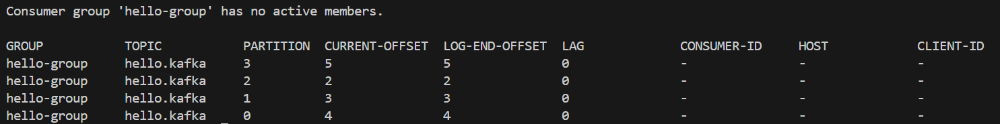 Consumer group 'hello-group' has no active members.
GROUP TOPIC PARTITION CURRENT-OFFSET LOG-END-OFFSET LAG CONSUMER-ID HOST CLIENT-ID
hello-group hello.kafka 3 5 5 0 - - -
hello-group hello.kafka 2 2 2 0 - - -
hello-group hello.kafka 1 3 3 0 - - -
hello-group hello.kafka 0 4 4 0 - - -